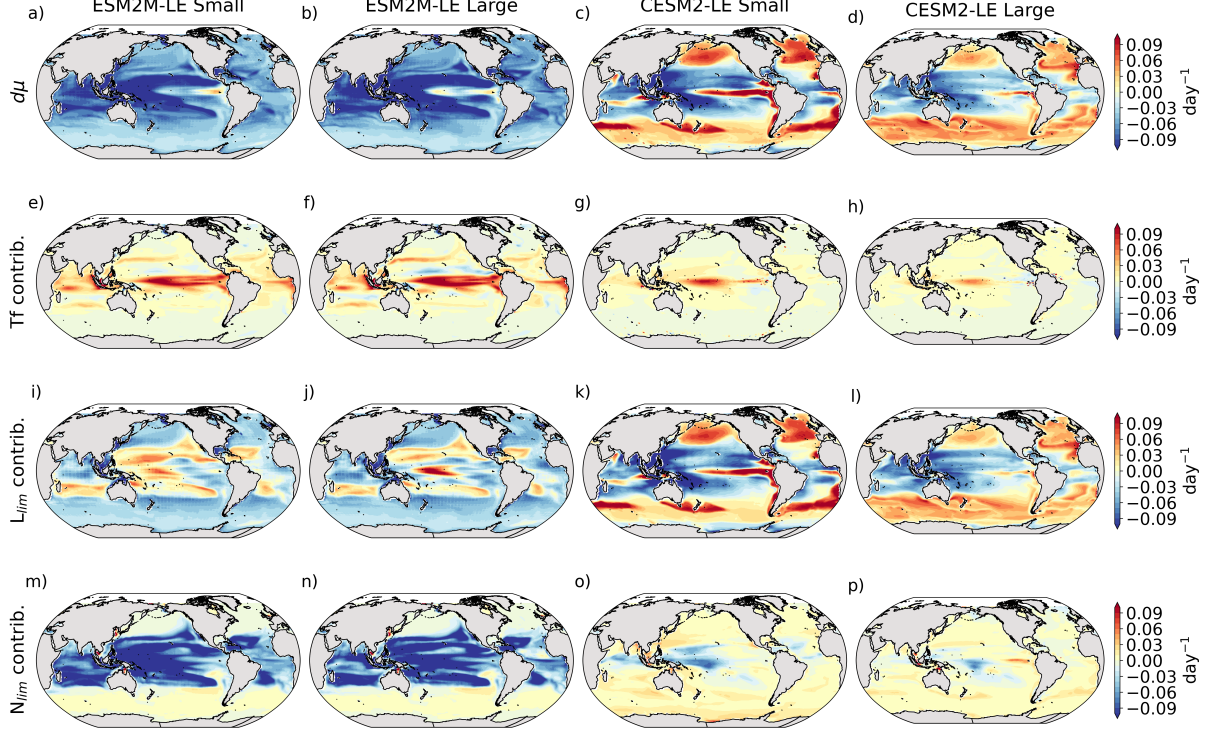 ESM2M-LE Small ESM2M-LE Large CESM2-LE Small CESM2-LE Large
a) b) c) d)
dμ
0.09
0.06
0.03
0.00
−0.03
−0.06
−0.09
day⁻¹
e) f) g) h)
Tf contrib.
0.09
0.06
0.03
0.00
−0.03
−0.06
−0.09
day⁻¹
i) j) k) l)
Llim contrib.
0.09
0.06
0.03
0.00
−0.03
−0.06
−0.09
day⁻¹
m) n) o) p)
Nlim contrib.
0.09
0.06
0.03
0.00
−0.03
−0.06
−0.09
day⁻¹